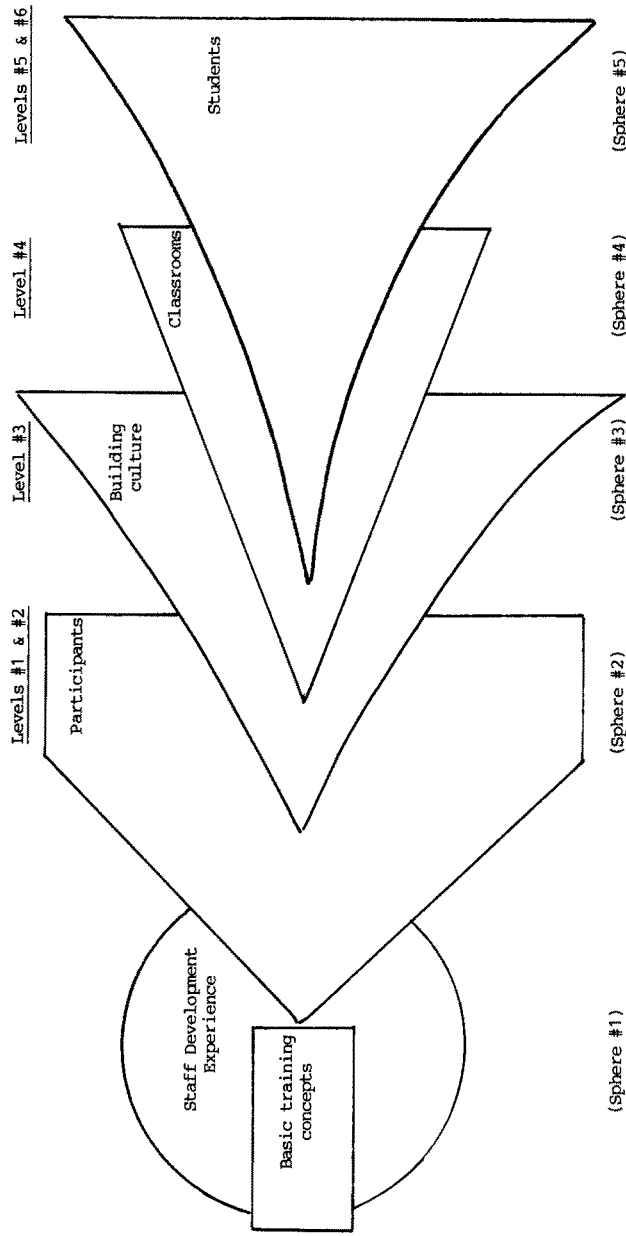 Levels #1 & #2
Level #3
Level #4
Levels #5 & #6
Staff Development
Experience
Basic training
concepts
Participants
Building
culture
Classrooms
Students
(Sphere #1)
(Sphere #2)
(Sphere #3)
(Sphere #4)
(Sphere #5)